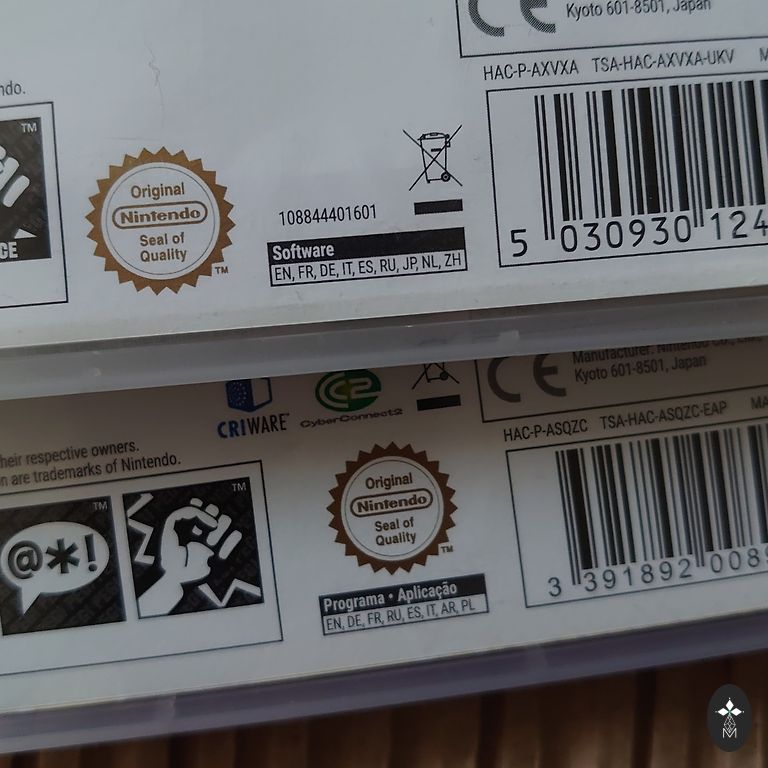 Kyoto 601-8501, Japan
HAC-P-AXVXA TSA-HAC-AXVXA-UKV
ndo.
TM
CE
Original
Nintendo
Seal of
Quality
TM
108844401601
Software
EN, FR, DE, IT, ES, RU, JP, NL, ZH
5 030930 124
Manufacturer: Nintendo Co.,
Kyoto 601-8501, Japan
CRIWARE
CyberConnect2
HAC-P-ASQZC TSA-HAC-ASQZC-EAP MA
heir respective owners.
n are trademarks of Nintendo.
TM
@*!
TM
Original
Nintendo
Seal of
Quality
TM
Programa • Aplicação
EN, DE, FR, RU, ES, IT, AR, PL
3 391892 008
M